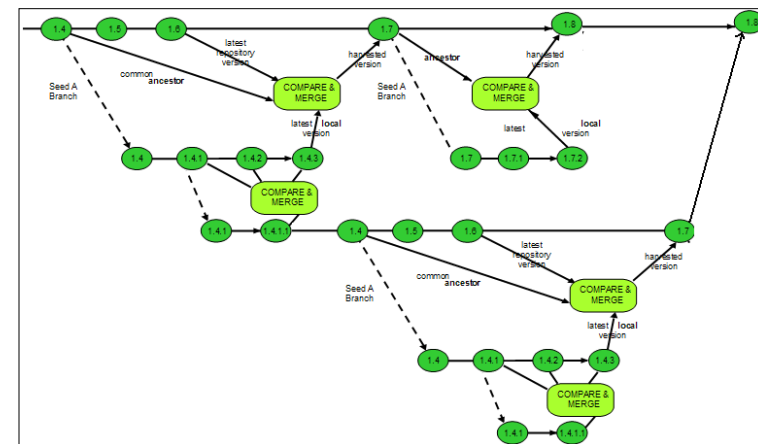 1.4
1.5
1.6
1.7
1.8
1.8
latest
repository
version
harvested
version
ancestor
harvested
version
common
ancestor
Seed A
Branch
COMPARE &
MERGE
Seed A
Branch
COMPARE &
MERGE
latest local
version
latest local
version
1.4
1.4.1
1.4.2
1.4.3
1.7
1.7.1
1.7.2
COMPARE &
MERGE
1.4.1
1.4.1.1
1.4
1.5
1.6
1.7
latest
repository
version
harvested
version
common
ancestor
Seed A
Branch
COMPARE &
MERGE
latest local
version
1.4
1.4.1
1.4.2
1.4.3
COMPARE &
MERGE
1.4.1
1.4.1.1